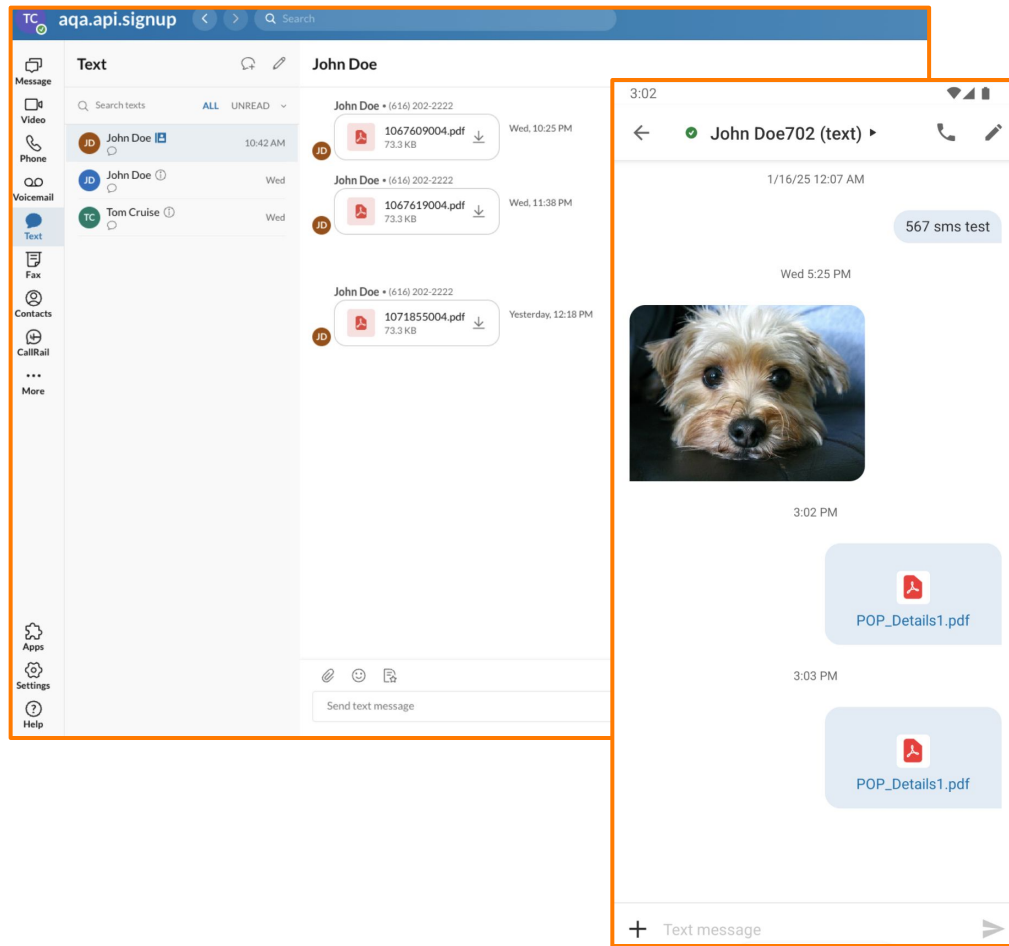 TC aqa.api.signup Search
Message
Video
Phone
Voicemail
Text
Fax
Contacts
CallRail
More
Apps
Settings
Help
Text
Search texts ALL UNREAD
JD John Doe 10:42 AM
JD John Doe Wed
TC Tom Cruise Wed
John Doe
John Doe • (616) 202-2222
1067609004.pdf Wed, 10:25 PM
73.3 KB
JD
John Doe • (616) 202-2222
1067619004.pdf Wed, 11:38 PM
73.3 KB
JD
John Doe • (616) 202-2222
1071855004.pdf Yesterday, 12:18 PM
73.3 KB
JD
Send text message
3:02
John Doe702 (text)
1/16/25 12:07 AM
567 sms test
Wed 5:25 PM
3:02 PM
POP_Details1.pdf
3:03 PM
POP_Details1.pdf
Text message